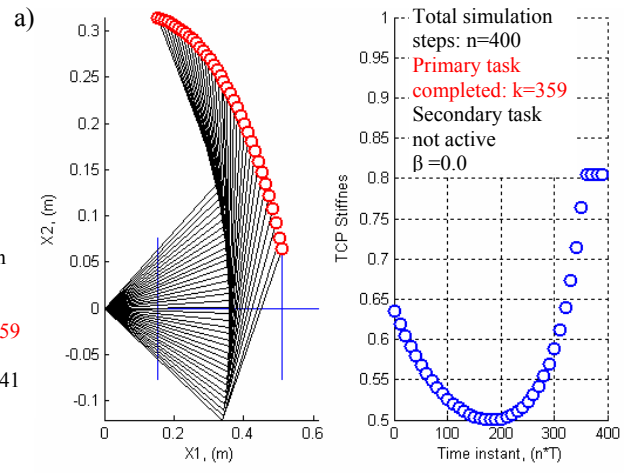 a)
0.3
0.25
0.2
0.15
0.1
0.05
0
-0.05
-0.1
X2, (m)
0
0.2
0.4
0.6
X1, (m)
n
59
41
Total simulation
steps: n=400
Primary task
completed: k=359
Secondary task
not active
β =0.0
1
0.95
0.9
0.85
0.8
0.75
0.7
0.65
0.6
0.55
0.5
TCP Stiffnes
0
100
200
300
400
Time instant, (n*T)